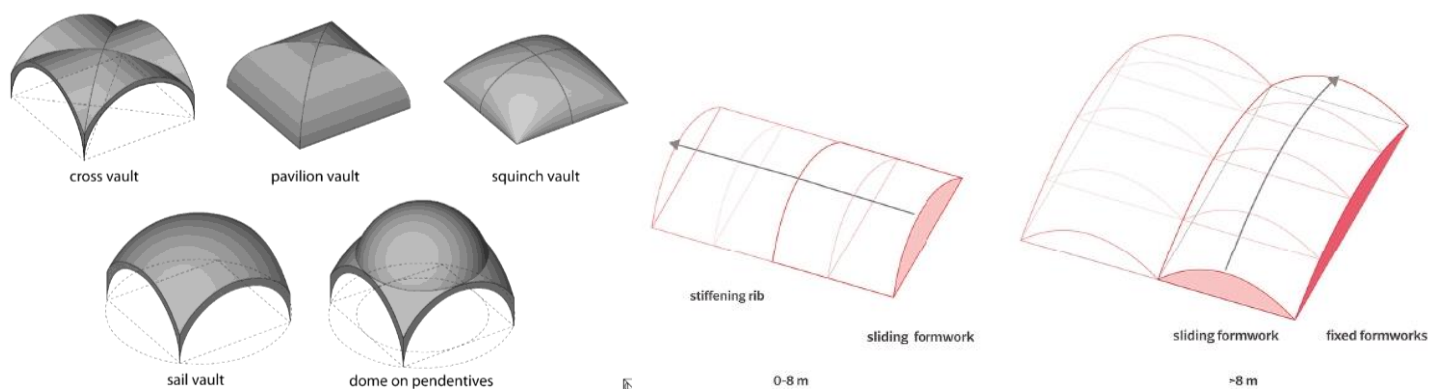 cross vault
pavilion vault
squinch vault
sail vault
dome on pendentives
stiffening rib
sliding formwork
0-8 m
sliding formwork
fixed formworks
>8 m